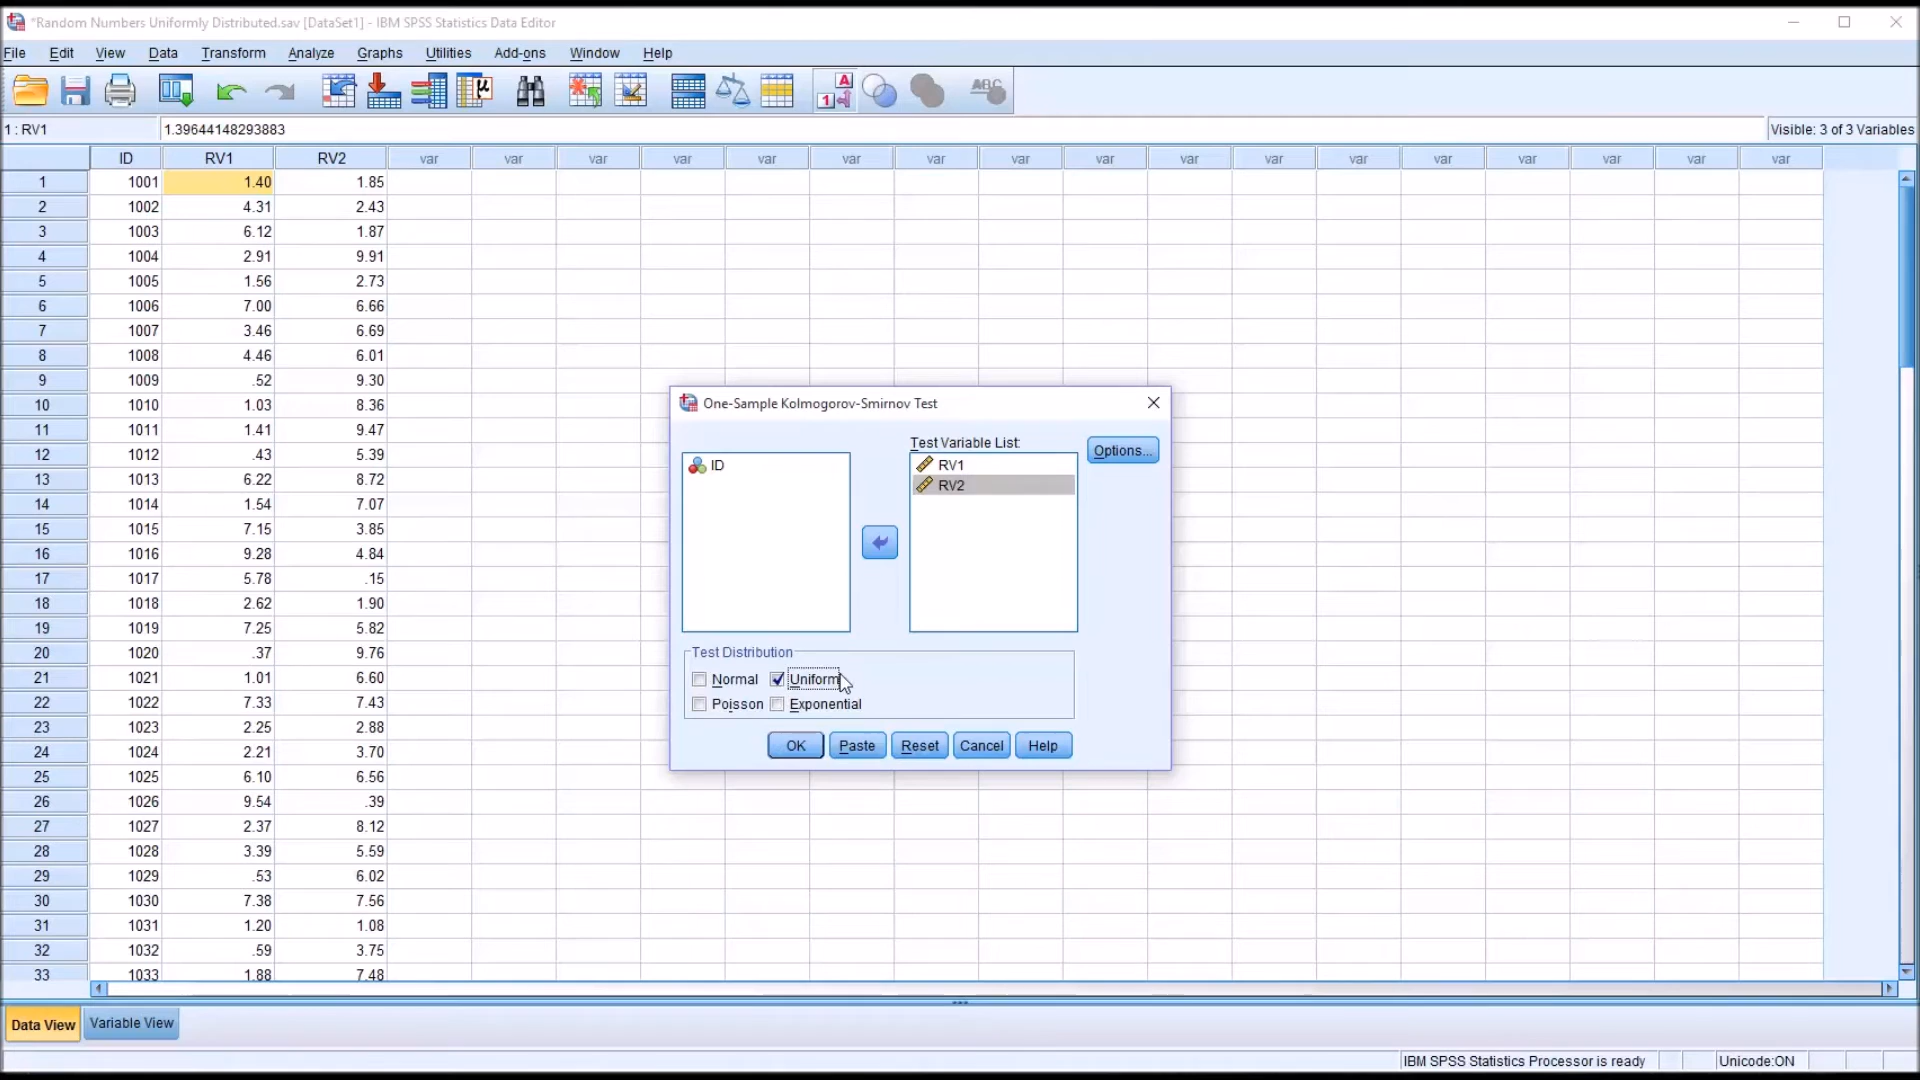 *Random Numbers Uniformly Distributed.sav [DataSet1] - IBM SPSS Statistics Data Editor
File Edit View Data Transform Analyze Graphs Utilities Add-ons Window Help
1 : RV1 1.39644148293883 Visible: 3 of 3 Variables
ID RV1 RV2 var var var var var var var var var var var var var var var var var
1 1001 1.40 1.85
2 1002 4.31 2.43
3 1003 6.12 1.87
4 1004 2.91 9.91
5 1005 1.56 2.73
6 1006 7.00 6.66
7 1007 3.46 6.69
8 1008 4.46 6.01
9 1009 .52 9.30
10 1010 1.03 8.36
11 1011 1.41 9.47
12 1012 .43 5.39
13 1013 6.22 8.72
14 1014 1.54 7.07
15 1015 7.15 3.85
16 1016 9.28 4.84
17 1017 5.78 .15
18 1018 2.62 1.90
19 1019 7.25 5.82
20 1020 .37 9.76
21 1021 1.01 6.60
22 1022 7.33 7.43
23 1023 2.25 2.88
24 1024 2.21 3.70
25 1025 6.10 6.56
26 1026 9.54 .39
27 1027 2.37 8.12
28 1028 3.39 5.59
29 1029 .53 6.02
30 1030 7.38 7.56
31 1031 1.20 1.08
32 1032 .59 3.75
33 1033 1.88 7.48
One-Sample Kolmogorov-Smirnov Test
Test Variable List:
Options...
ID
RV1
RV2
Test Distribution
Normal Uniform
Poisson Exponential
OK Paste Reset Cancel Help
Data View Variable View
IBM SPSS Statistics Processor is ready Unicode:ON